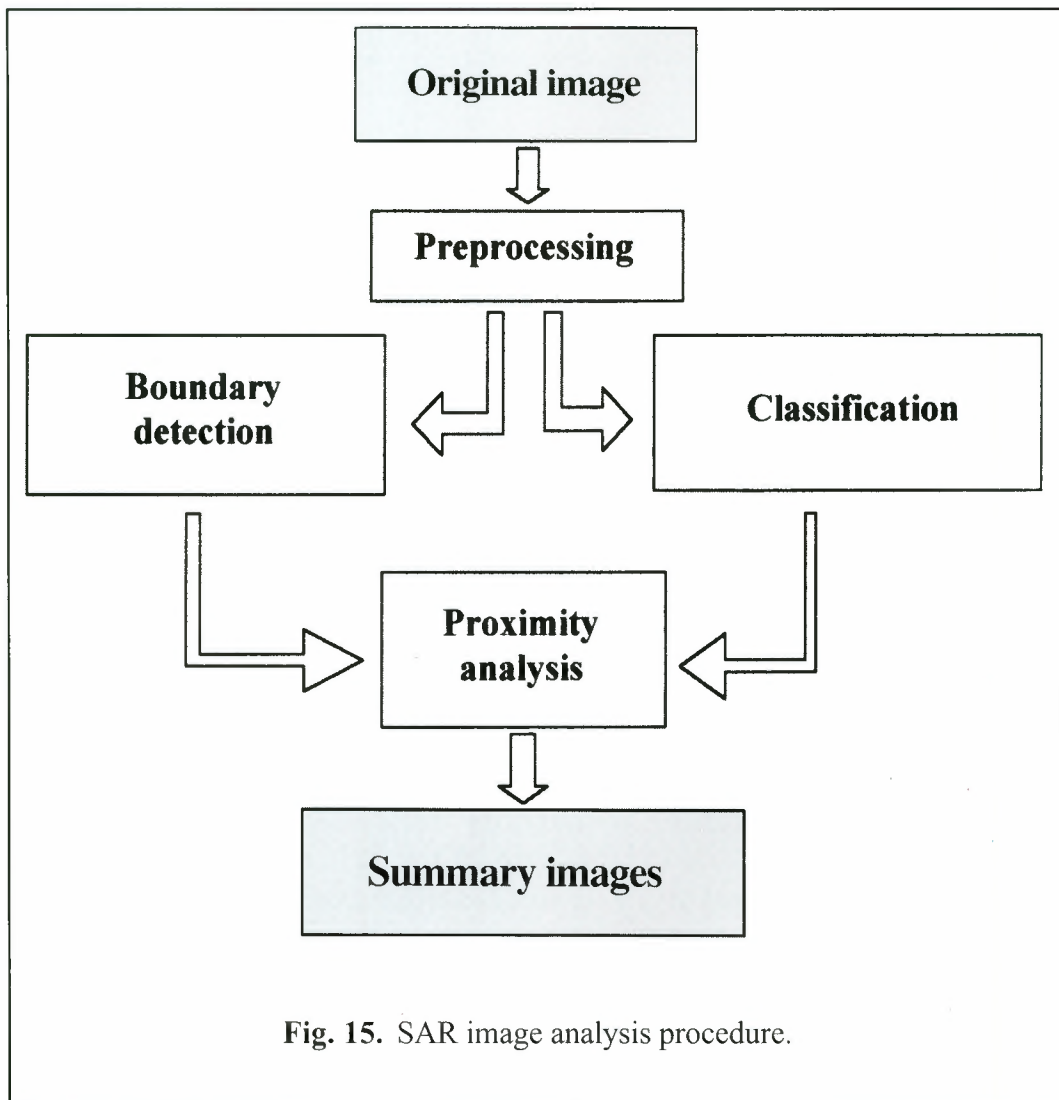 Original image
Preprocessing
Boundary
detection
Classification
Proximity
analysis
Summary images
Fig. 15. SAR image analysis procedure.